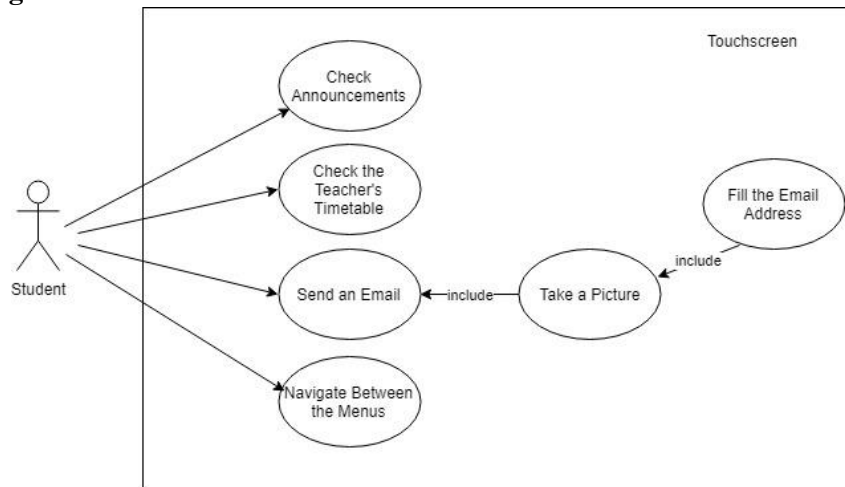 Touchscreen
Check
Announcements
Check the
Teacher's
Timetable
Fill the Email
Address
include
Student
Send an Email
include
Take a Picture
Navigate Between
the Menus